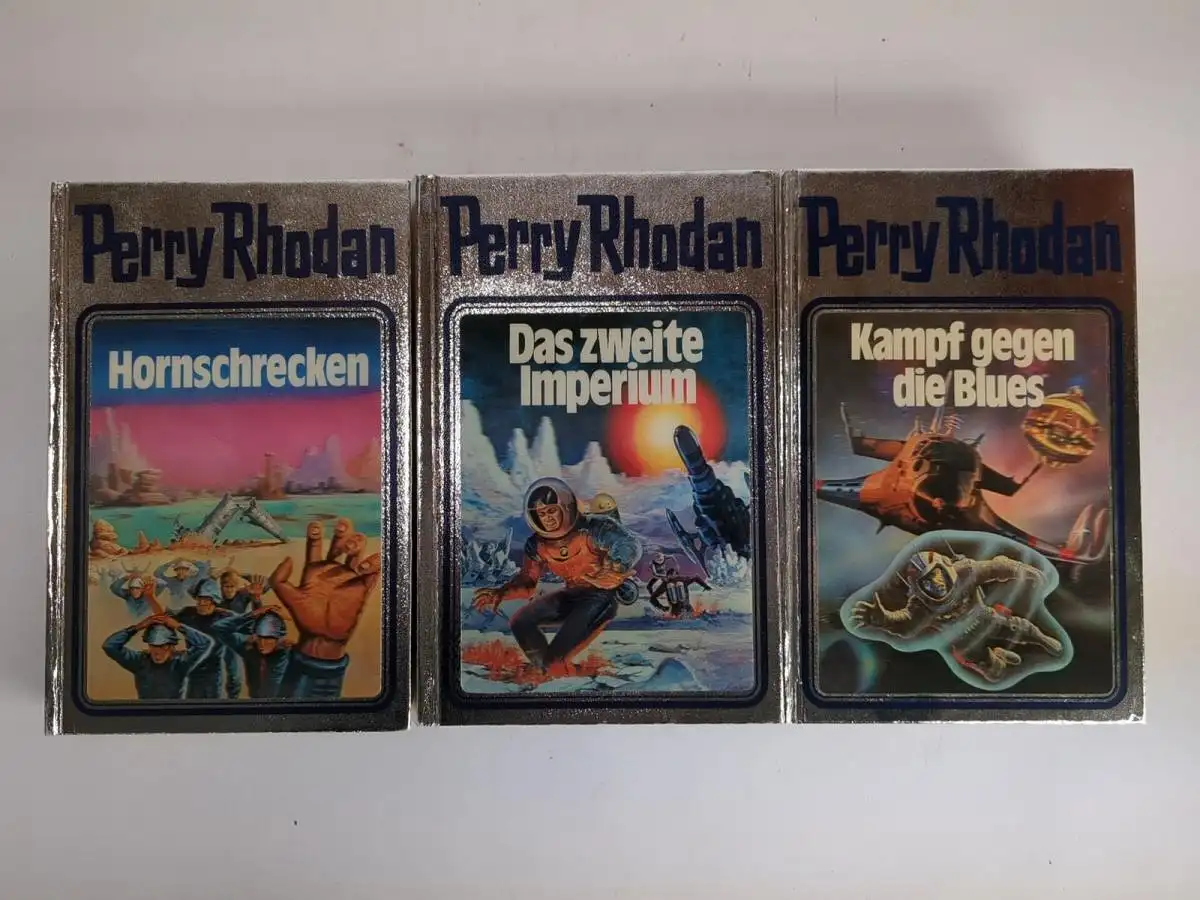 Perry Rhodan
Hornschrecken
Perry Rhodan
Das zweite
Imperium
Perry Rhodan
Kampf gegen
die Blues